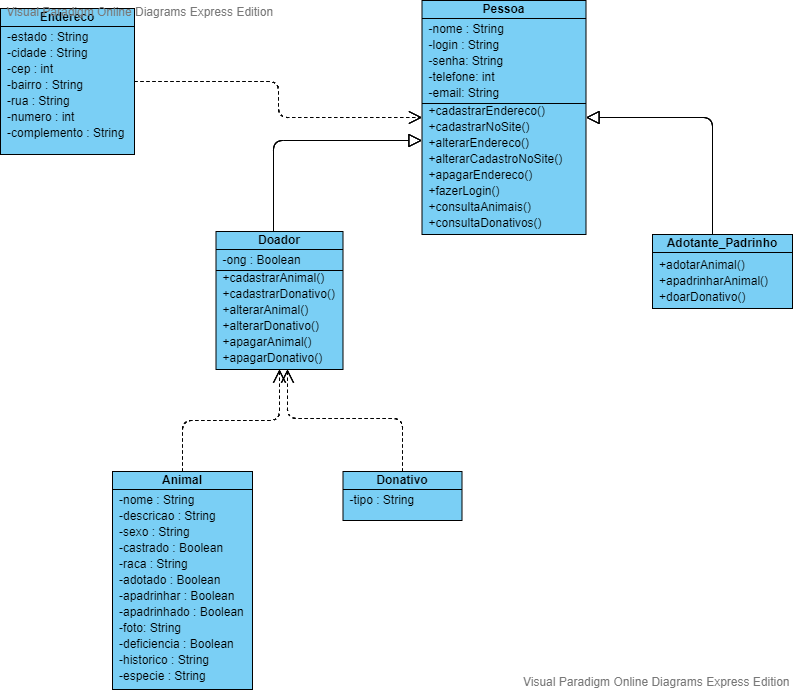 Visual Paradigm Online Diagrams Express Edition
Endereco
-estado : String
-cidade : String
-cep : int
-bairro : String
-rua : String
-numero : int
-complemento : String
Pessoa
-nome : String
-login : String
-senha: String
-telefone: int
-email: String
+cadastrarEndereco()
+cadastrarNoSite()
+alterarEndereco()
+alterarCadastroNoSite()
+apagarEndereco()
+fazerLogin()
+consultaAnimais()
+consultaDonativos()
Doador
-ong : Boolean
+cadastrarAnimal()
+cadastrarDonativo()
+alterarAnimal()
+alterarDonativo()
+apagarAnimal()
+apagarDonativo()
Adotante_Padrinho
+adotarAnimal()
+apadrinharAnimal()
+doarDonativo()
Animal
-nome : String
-descricao : String
-sexo : String
-castrado : Boolean
-raca : String
-adotado : Boolean
-apadrinhar : Boolean
-apadrinhado : Boolean
-foto: String
-deficiencia : Boolean
-historico : String
-especie : String
Donativo
-tipo : String
Visual Paradigm Online Diagrams Express Edition